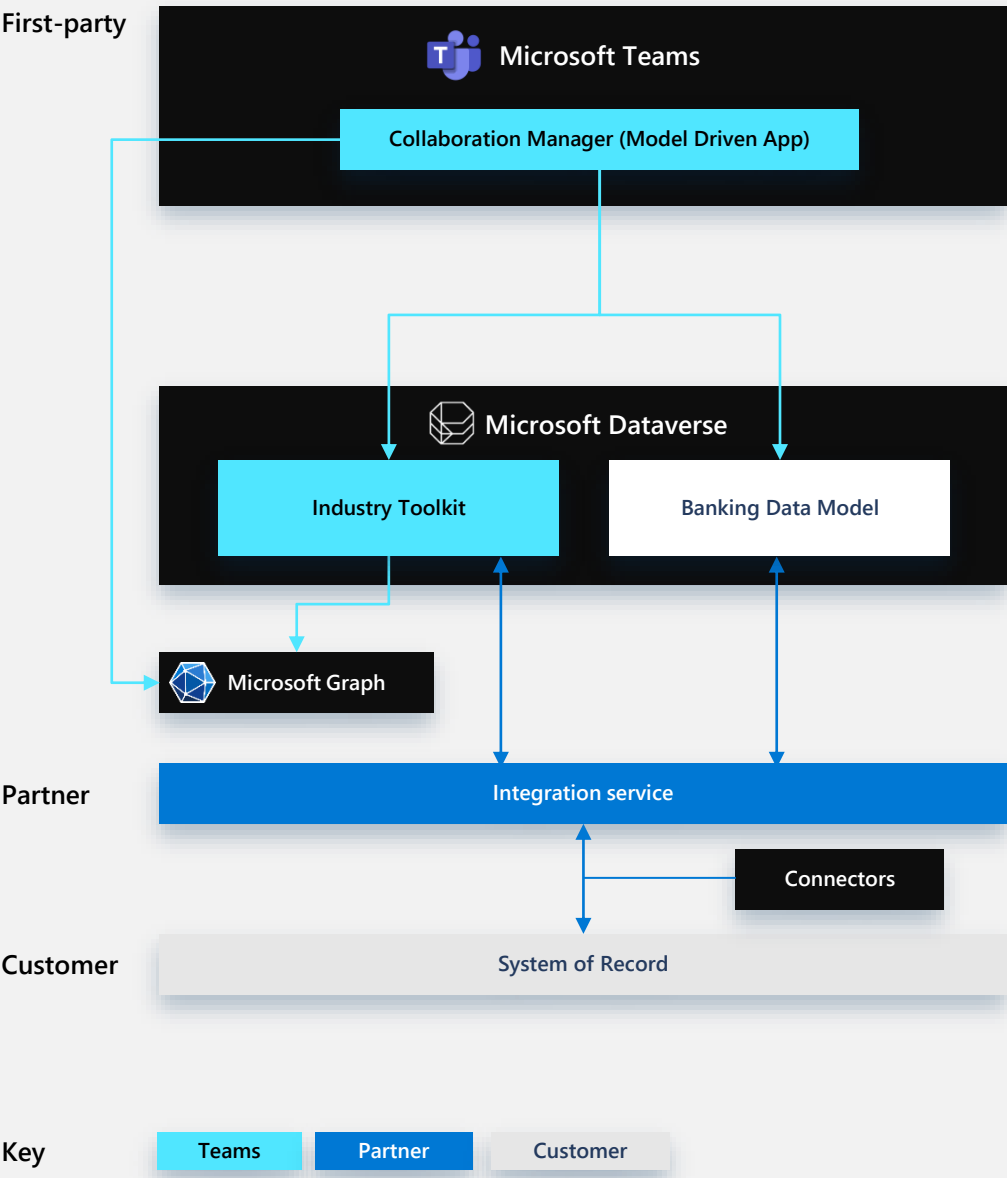 First-party
T
Microsoft Teams
Collaboration Manager (Model Driven App)
Microsoft Dataverse
Industry Toolkit
Banking Data Model
Microsoft Graph
Partner
Integration service
Connectors
Customer
System of Record
Key
Teams
Partner
Customer